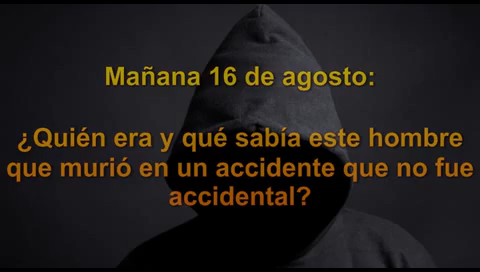 Mañana 16 de agosto:
¿Quién era y qué sabía este hombre
que murió en un accidente que no fue
accidental?